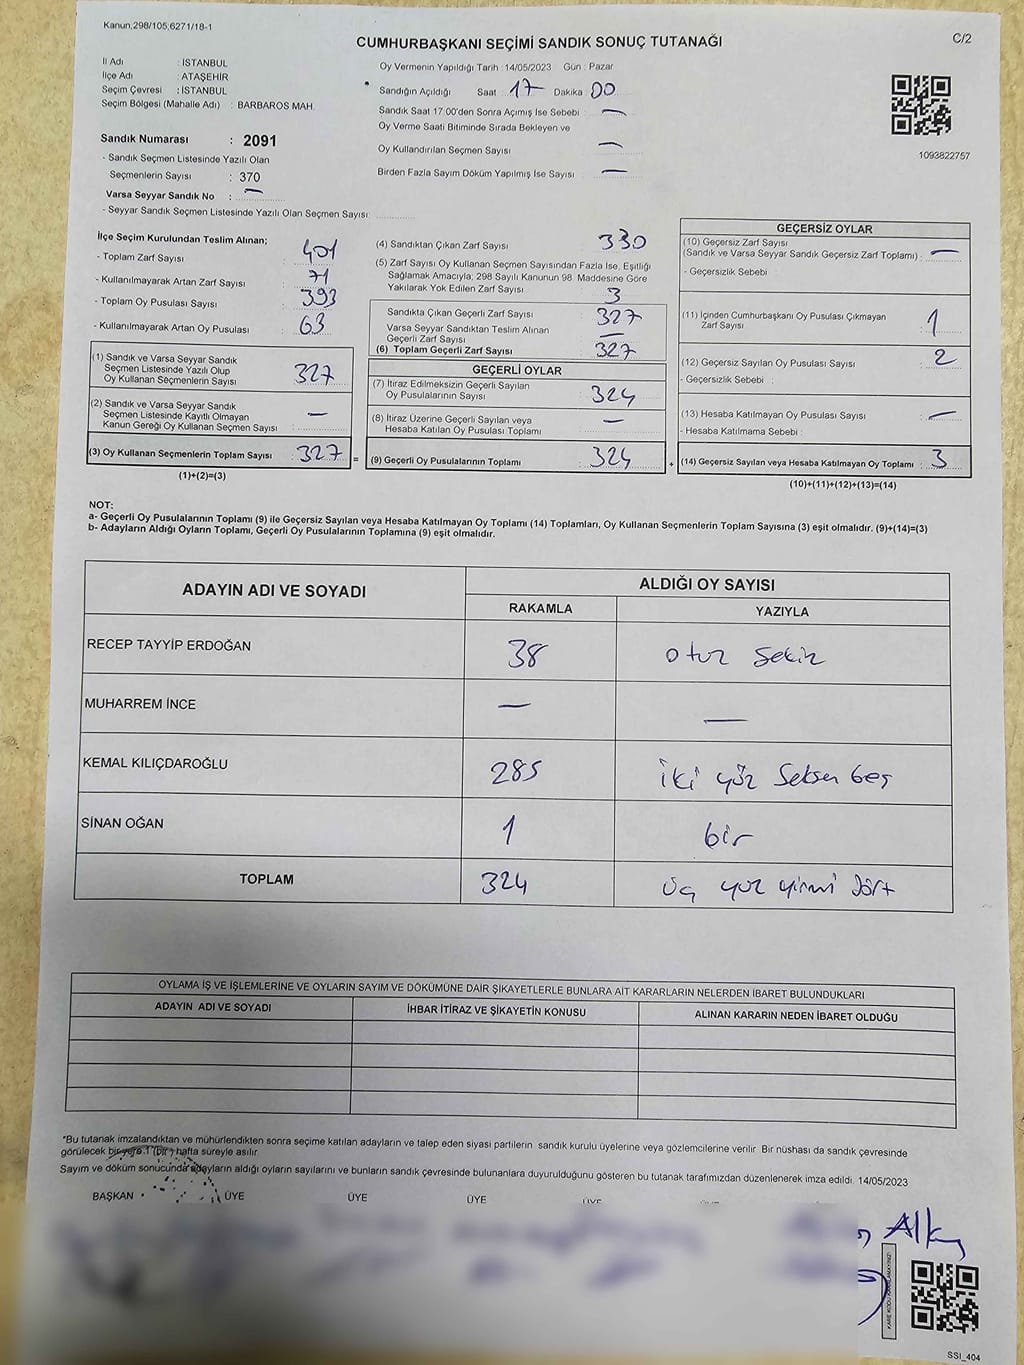 Kanun;298/105;6271/18-1
C/2
CUMHURBAŞKANI SEÇİMİ SANDIK SONUÇ TUTANAĞI
İl Adı : İSTANBUL
İlçe Adı : ATAŞEHİR
Seçim Çevresi : İSTANBUL
Seçim Bölgesi (Mahalle Adı) : BARBAROS MAH.
Sandık Numarası : 2091
- Sandık Seçmen Listesinde Yazılı Olan
Seçmenlerin Sayısı : 370
Varsa Seyyar Sandık No : —
- Seyyar Sandık Seçmen Listesinde Yazılı Olan Seçmen Sayısı:
Oy Vermenin Yapıldığı Tarih : 14/05/2023 Gün : Pazar
Sandığın Açıldığı Saat : 17 Dakika : 00
Sandık Saat 17:00'den Sonra Açılmış İse Sebebi —
Oy Verme Saati Bitiminde Sırada Bekleyen ve
Oy Kullandırılan Seçmen Sayısı —
Birden Fazla Sayım Döküm Yapılmış İse Sayısı —
1093822757
İlçe Seçim Kurulundan Teslim Alınan;
- Toplam Zarf Sayısı : 401
- Kullanılmayarak Artan Zarf Sayısı : 71
- Toplam Oy Pusulası Sayısı : 393
- Kullanılmayarak Artan Oy Pusulası : 63
(1) Sandık ve Varsa Seyyar Sandık
Seçmen Listesinde Yazılı Olup
Oy Kullanan Seçmenlerin Sayısı : 327
(2) Sandık ve Varsa Seyyar Sandık
Seçmen Listesinde Kayıtlı Olmayan
Kanun Gereği Oy Kullanan Seçmen Sayısı : —
(3) Oy Kullanan Seçmenlerin Toplam Sayısı : 327 =
(1)+(2)=(3)
(4) Sandıktan Çıkan Zarf Sayısı : 330
(5) Zarf Sayısı Oy Kullanan Seçmen Sayısından Fazla İse, Eşitliği
Sağlamak Amacıyla; 298 Sayılı Kanunun 98. Maddesine Göre
Yakılarak Yok Edilen Zarf Sayısı : 3
Sandıkta Çıkan Geçerli Zarf Sayısı : 327
Varsa Seyyar Sandıktan Teslim Alınan
Geçerli Zarf Sayısı : —
(6) Toplam Geçerli Zarf Sayısı : 327
GEÇERLİ OYLAR
(7) İtiraz Edilmeksizin Geçerli Sayılan
Oy Pusulalarının Sayısı : 324
(8) İtiraz Üzerine Geçerli Sayılan veya
Hesaba Katılan Oy Pusulası Toplamı : —
(9) Geçerli Oy Pusulalarının Toplamı : 324 +
GEÇERSİZ OYLAR
(10) Geçersiz Zarf Sayısı
(Sandık ve Varsa Seyyar Sandık Geçersiz Zarf Toplamı) : —
- Geçersizlik Sebebi :
(11) İçinden Cumhurbaşkanı Oy Pusulası Çıkmayan
Zarf Sayısı : 1
(12) Geçersiz Sayılan Oy Pusulası Sayısı : 2
- Geçersizlik Sebebi :
(13) Hesaba Katılmayan Oy Pusulası Sayısı : —
- Hesaba Katılmama Sebebi :
(14) Geçersiz Sayılan veya Hesaba Katılmayan Oy Toplamı : 3
(10)+(11)+(12)+(13)=(14)
NOT:
a- Geçerli Oy Pusulalarının Toplamı (9) ile Geçersiz Sayılan veya Hesaba Katılmayan Oy Toplamı (14) Toplamları, Oy Kullanan Seçmenlerin Toplam Sayısına (3) eşit olmalıdır. (9)+(14)=(3)
b- Adayların Aldığı Oyların Toplamı, Geçerli Oy Pusulalarının Toplamına (9) eşit olmalıdır.
ADAYIN ADI VE SOYADI
ALDIĞI OY SAYISI
RAKAMLA YAZIYLA
RECEP TAYYİP ERDOĞAN 38 otuz sekiz
MUHARREM İNCE — —
KEMAL KILIÇDAROĞLU 285 iki yüz seksen beş
SİNAN OĞAN 1 bir
TOPLAM 324 üç yüz yirmi dört
OYLAMA İŞ VE İŞLEMLERİNE VE OYLARIN SAYIM VE DÖKÜMÜNE DAİR ŞİKAYETLERLE BUNLARA AİT KARARLARIN NELERDEN İBARET BULUNDUKLARI
ADAYIN ADI VE SOYADI İHBAR İTİRAZ VE ŞİKAYETİN KONUSU ALINAN KARARIN NEDEN İBARET OLDUĞU
*Bu tutanak imzalandıktan ve mühürlendikten sonra seçime katılan adayların ve talep eden siyasi partilerin sandık kurulu üyelerine veya gözlemcilerine verilir. Bir nüshası da sandık çevresinde
görülecek bir yere 1 (bir) hafta süreyle asılır.
Sayım ve döküm sonucunda adayların aldığı oyların sayılarını ve bunların sandık çevresinde bulunanlara duyurulduğunu gösteren bu tutanak tarafımızdan düzenlenerek imza edildi. 14/05/2023
BAŞKAN ÜYE ÜYE ÜYE ÜYE
SSI_404